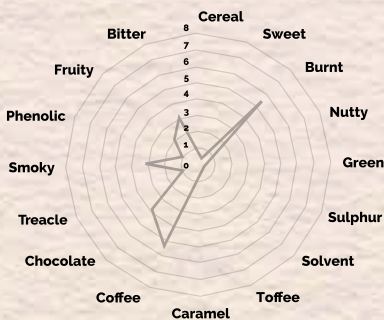 Cereal
Sweet
Burnt
Nutty
Green
Sulphur
Solvent
Toffee
Caramel
Coffee
Chocolate
Treacle
Smoky
Phenolic
Fruity
Bitter
8
7
6
5
4
3
2
1
0